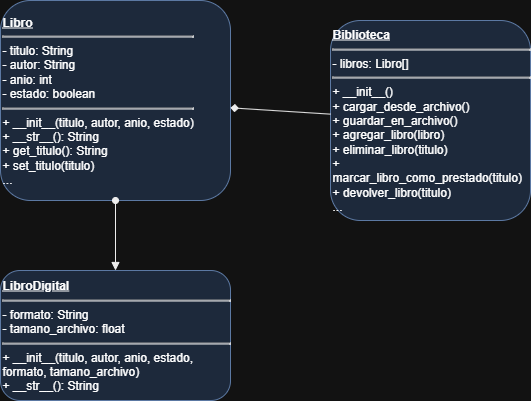 Libro
- titulo: String
- autor: String
- anio: int
- estado: boolean
+ __init__(titulo, autor, anio, estado)
+ __str__(): String
+ get_titulo(): String
+ set_titulo(titulo)
...
Biblioteca
- libros: Libro[]
+ __init__()
+ cargar_desde_archivo()
+ guardar_en_archivo()
+ agregar_libro(libro)
+ eliminar_libro(titulo)
+
marcar_libro_como_prestado(titulo)
+ devolver_libro(titulo)
...
LibroDigital
- formato: String
- tamano_archivo: float
+ __init__(titulo, autor, anio, estado,
formato, tamano_archivo)
+ __str__(): String